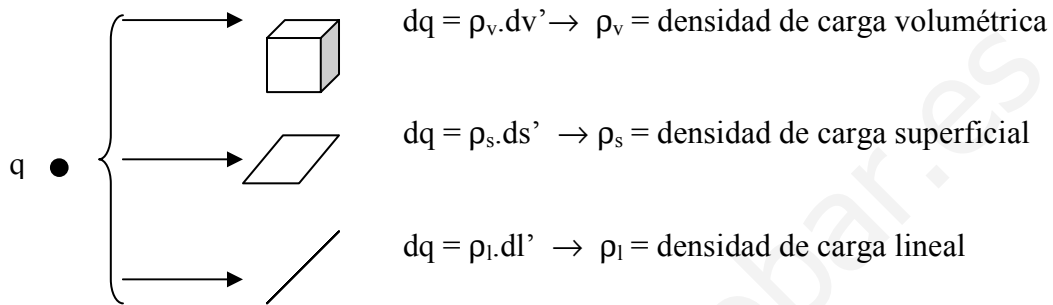 dq = ρᵥ.dv’→ ρᵥ = densidad de carga volumétrica
dq = ρₛ.ds’ → ρₛ = densidad de carga superficial
q
dq = ρₗ.dl’ → ρₗ = densidad de carga lineal